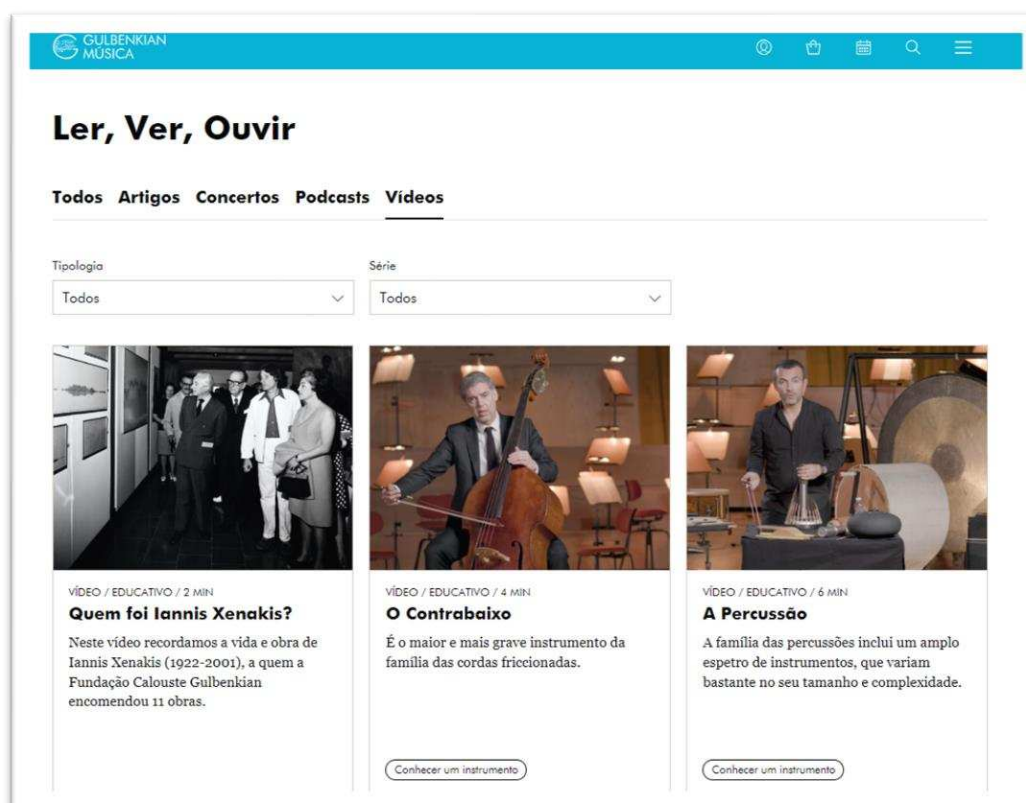 GULBENKIAN
MÚSICA
Ler, Ver, Ouvir
Todos Artigos Concertos Podcasts Vídeos
Tipologia
Série
Todos
Todos
VÍDEO / EDUCATIVO / 2 MIN
Quem foi Iannis Xenakis?
Neste vídeo recordamos a vida e obra de
Iannis Xenakis (1922-2001), a quem a
Fundação Calouste Gulbenkian
encomendou 11 obras.
VÍDEO / EDUCATIVO / 4 MIN
O Contrabaixo
É o maior e mais grave instrumento da
família das cordas friccionadas.
Conhecer um instrumento
VÍDEO / EDUCATIVO / 6 MIN
A Percussão
A família das percussões inclui um amplo
espetro de instrumentos, que variam
bastante no seu tamanho e complexidade.
Conhecer um instrumento